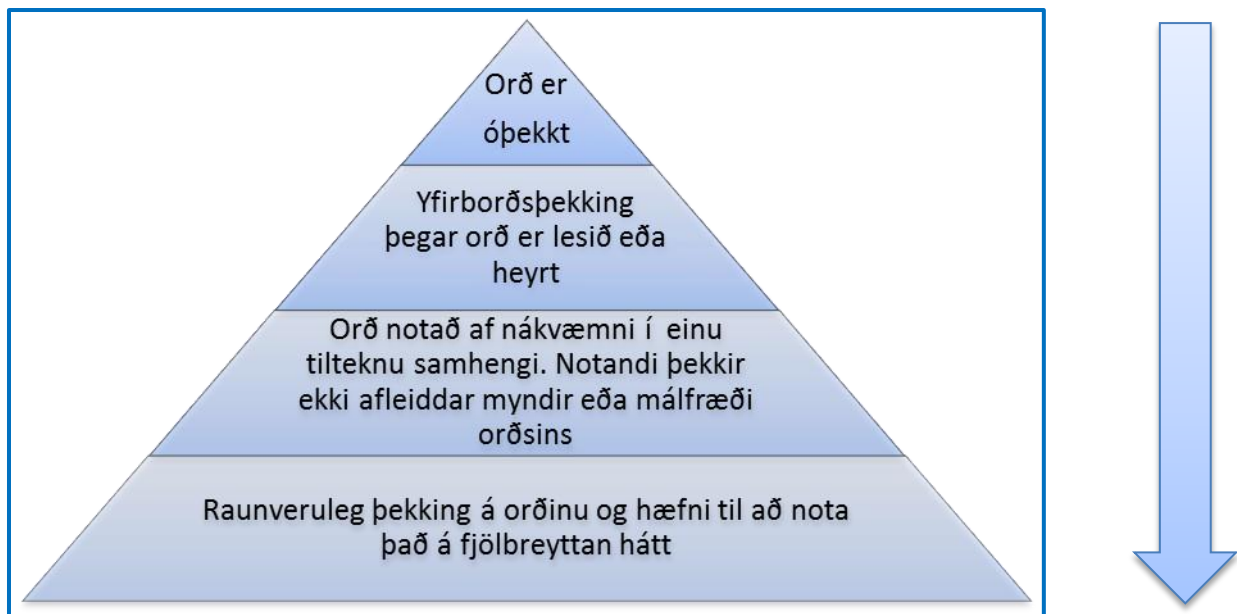 Orð er
óþekkt
Yfirborðsþekking
þegar orð er lesið eða
heyrt
Orð notað af nákvæmni í einu
tilteknu samhengi. Notandi þekkir
ekki afleiddar myndir eða málfræði
orðsins
Raunveruleg þekking á orðinu og hæfni til að nota
það á fjölbreyttan hátt